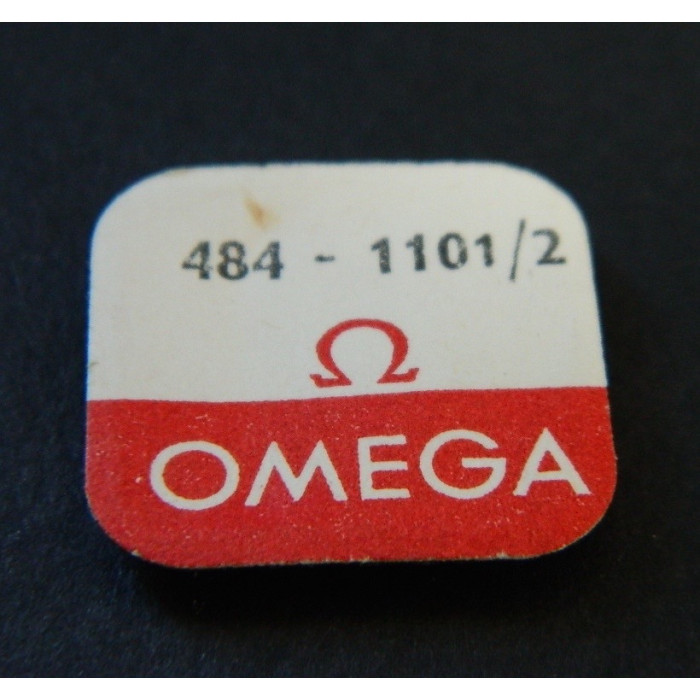 484 - 1101/2
Ω
OMEGA